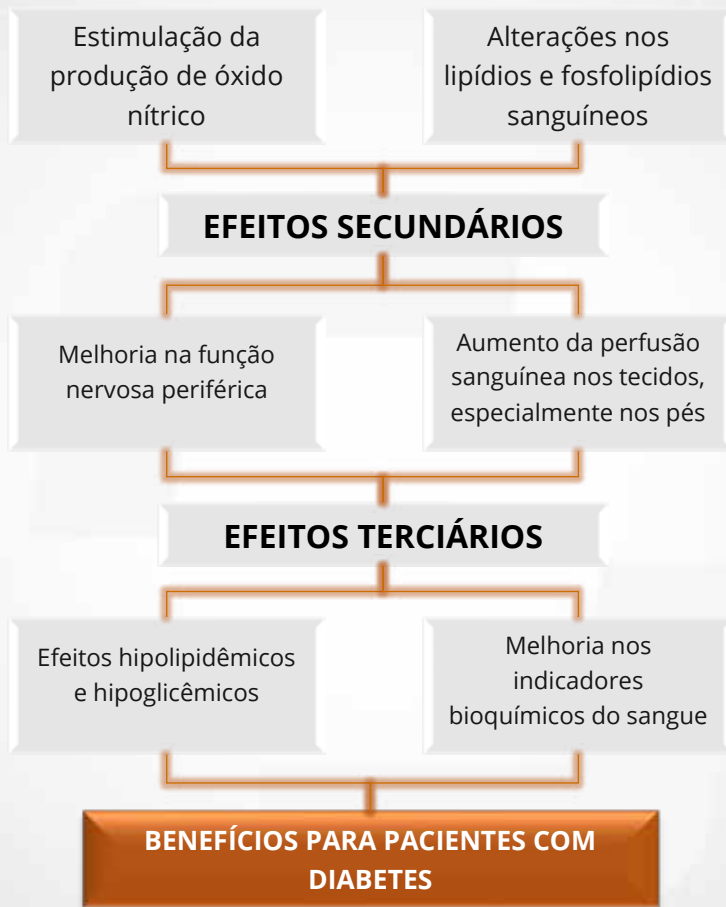 Estimulação da
produção de óxido
nítrico
Alterações nos
lipídios e fosfolipídios
sanguíneos
EFEITOS SECUNDÁRIOS
Melhoria na função
nervosa periférica
Aumento da perfusão
sanguínea nos tecidos,
especialmente nos pés
EFEITOS TERCIÁRIOS
Efeitos hipolipidêmicos
e hipoglicêmicos
Melhoria nos
indicadores
bioquímicos do sangue
BENEFÍCIOS PARA PACIENTES COM
DIABETES